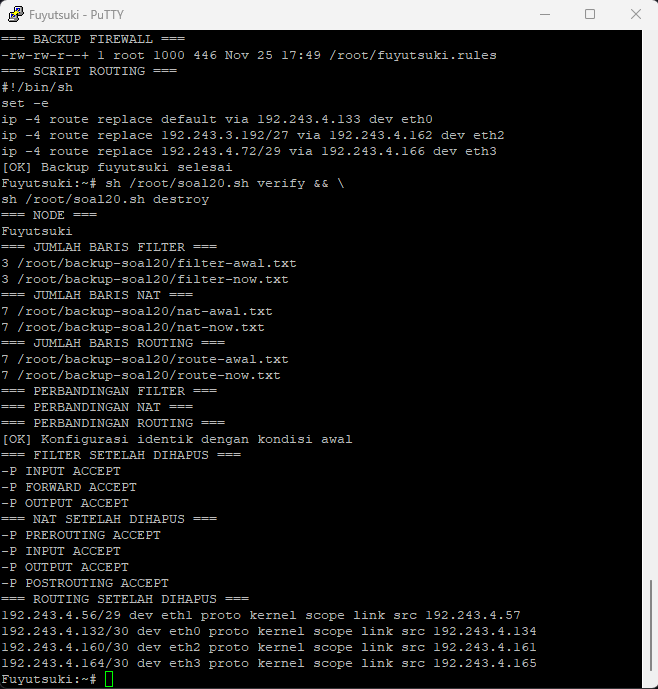 Fuyutsuki - PuTTY
=== BACKUP FIREWALL ===
-rw-rw-r--+ 1 root 1000 446 Nov 25 17:49 /root/fuyutsuki.rules
=== SCRIPT ROUTING ===
#!/bin/sh
set -e
ip -4 route replace default via 192.243.4.133 dev eth0
ip -4 route replace 192.243.3.192/27 via 192.243.4.162 dev eth2
ip -4 route replace 192.243.4.72/29 via 192.243.4.166 dev eth3
[OK] Backup fuyutsuki selesai
Fuyutsuki:~# sh /root/soal20.sh verify && \
sh /root/soal20.sh destroy
=== NODE ===
Fuyutsuki
=== JUMLAH BARIS FILTER ===
3 /root/backup-soal20/filter-awal.txt
3 /root/backup-soal20/filter-now.txt
=== JUMLAH BARIS NAT ===
7 /root/backup-soal20/nat-awal.txt
7 /root/backup-soal20/nat-now.txt
=== JUMLAH BARIS ROUTING ===
7 /root/backup-soal20/route-awal.txt
7 /root/backup-soal20/route-now.txt
=== PERBANDINGAN FILTER ===
=== PERBANDINGAN NAT ===
=== PERBANDINGAN ROUTING ===
[OK] Konfigurasi identik dengan kondisi awal
=== FILTER SETELAH DIHAPUS ===
-P INPUT ACCEPT
-P FORWARD ACCEPT
-P OUTPUT ACCEPT
=== NAT SETELAH DIHAPUS ===
-P PREROUTING ACCEPT
-P INPUT ACCEPT
-P OUTPUT ACCEPT
-P POSTROUTING ACCEPT
=== ROUTING SETELAH DIHAPUS ===
192.243.4.56/29 dev eth1 proto kernel scope link src 192.243.4.57
192.243.4.132/30 dev eth0 proto kernel scope link src 192.243.4.134
192.243.4.160/30 dev eth2 proto kernel scope link src 192.243.4.161
192.243.4.164/30 dev eth3 proto kernel scope link src 192.243.4.165
Fuyutsuki:~#